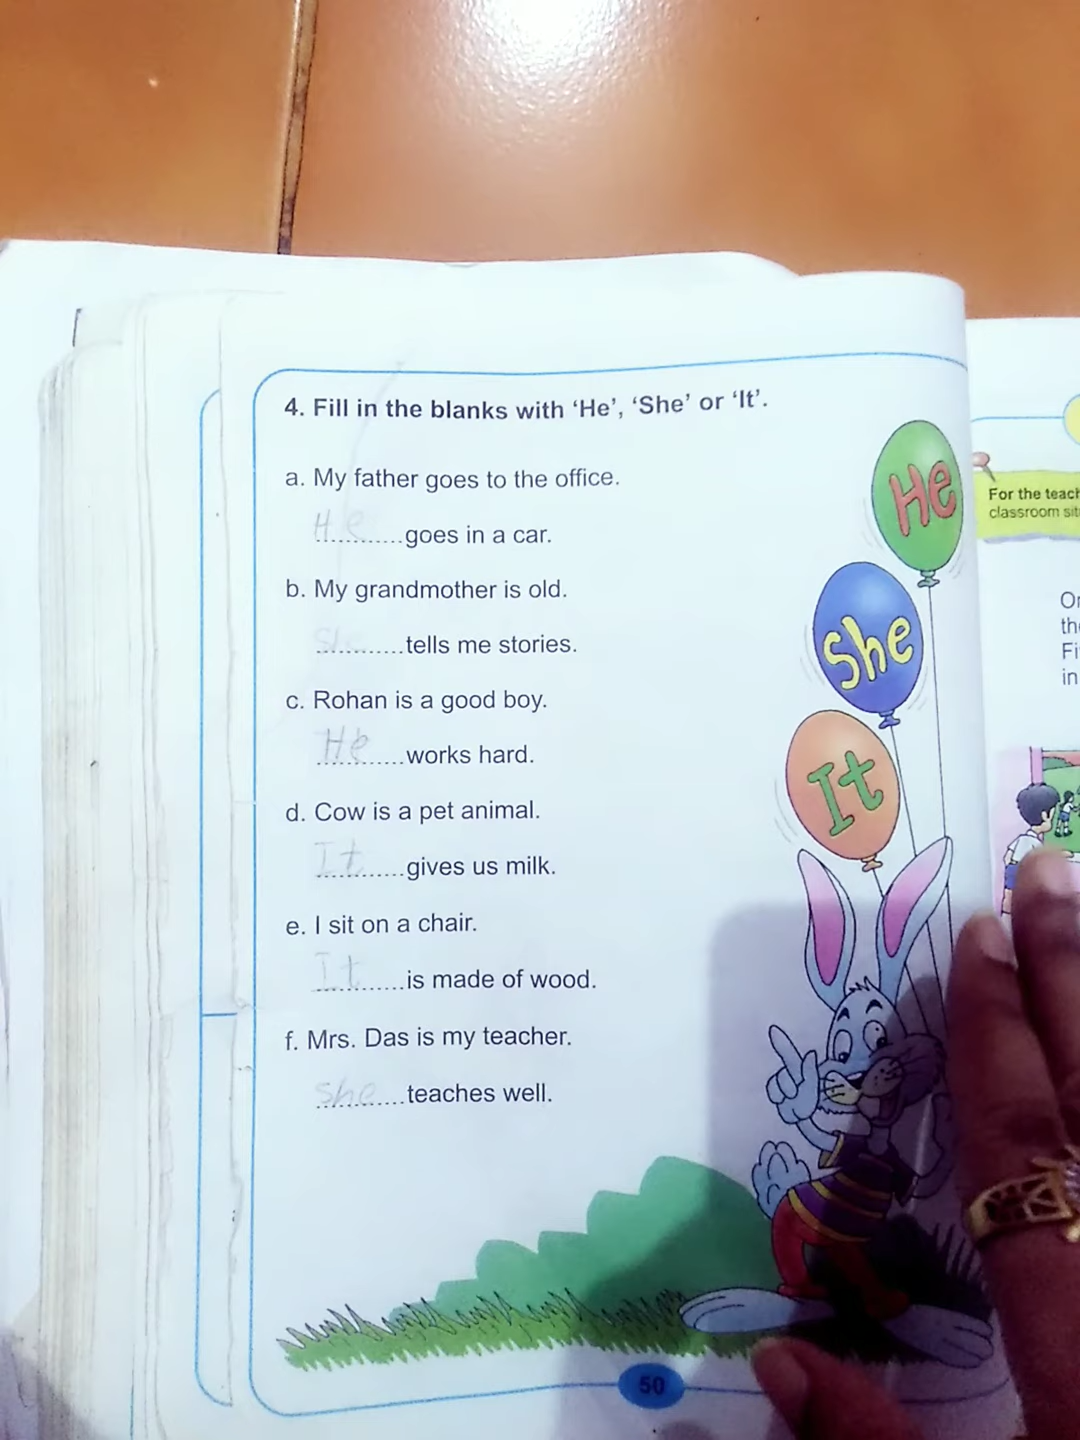 4. Fill in the blanks with ‘He’, ‘She’ or ‘It’.
a. My father goes to the office.
He..........goes in a car.
b. My grandmother is old.
She..........tells me stories.
c. Rohan is a good boy.
He..........works hard.
d. Cow is a pet animal.
It..........gives us milk.
e. I sit on a chair.
It..........is made of wood.
f. Mrs. Das is my teacher.
she..........teaches well.
He
She
It
50
For the
classroom
in